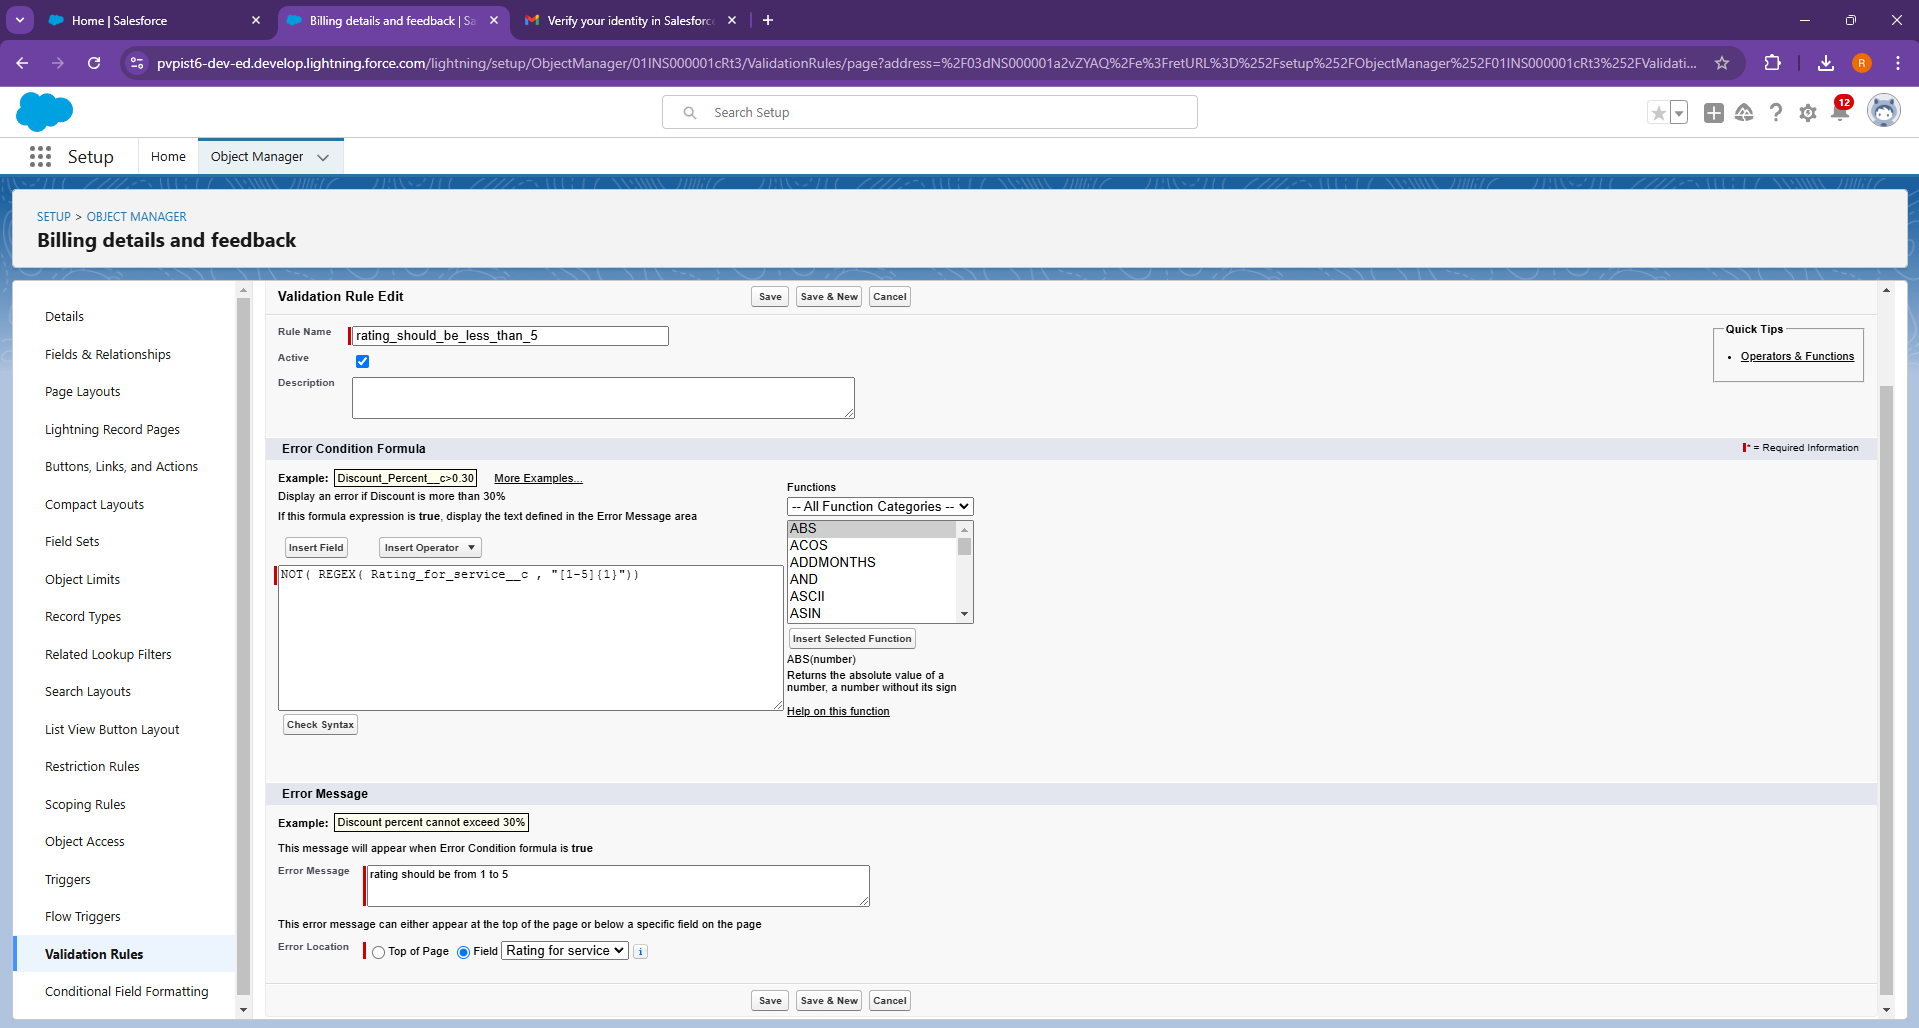 Home | Salesforce
Billing details and feedback | Sa
Verify your identity in Salesforc
pvpist6-dev-ed.develop.lightning.force.com/lightning/setup/ObjectManager/01INS000001cRt3/ValidationRules/page?address=%2F03dNS000001a2vZYAQ%2Fe%3FretURL%3D%252Fsetup%252FObjectManager%252F01INS000001cRt3%252FValidati...
R
Search Setup
12
Setup
Home
Object Manager
SETUP > OBJECT MANAGER
Billing details and feedback
Details
Fields & Relationships
Page Layouts
Lightning Record Pages
Buttons, Links, and Actions
Compact Layouts
Field Sets
Object Limits
Record Types
Related Lookup Filters
Search Layouts
List View Button Layout
Restriction Rules
Scoping Rules
Object Access
Triggers
Flow Triggers
Validation Rules
Conditional Field Formatting
Validation Rule Edit
Save
Save & New
Cancel
Rule Name
rating_should_be_less_than_5
Active
Description
Quick Tips
• Operators & Functions
Error Condition Formula
* = Required Information
Example: Discount_Percent__c>0.30 More Examples...
Display an error if Discount is more than 30%
If this formula expression is true, display the text defined in the Error Message area
Insert Field
Insert Operator
NOT( REGEX( Rating_for_service__c , "[1-5]{1}"))
Check Syntax
Functions
-- All Function Categories --
ABS
ACOS
ADDMONTHS
AND
ASCII
ASIN
Insert Selected Function
ABS(number)
Returns the absolute value of a
number, a number without its sign
Help on this function
Error Message
Example: Discount percent cannot exceed 30%
This message will appear when Error Condition formula is true
Error Message
rating should be from 1 to 5
This error message can either appear at the top of the page or below a specific field on the page
Error Location
Top of Page
Field
Rating for service
i
Save
Save & New
Cancel